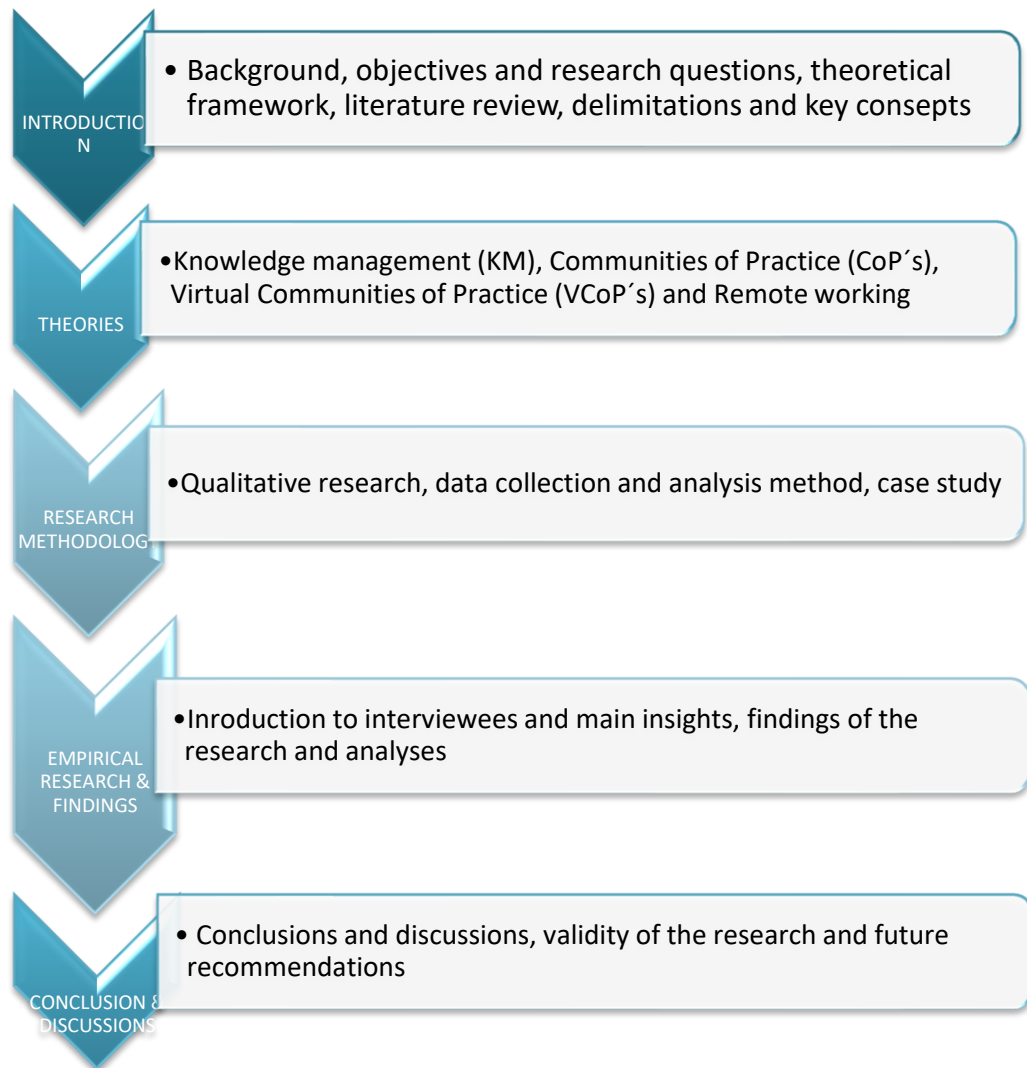 INTRODUCTIO
N
• Background, objectives and research questions, theoretical
framework, literature review, delimitations and key consepts
THEORIES
•Knowledge management (KM), Communities of Practice (CoP´s),
Virtual Communities of Practice (VCoP´s) and Remote working
RESEARCH
METHODOLOG
•Qualitative research, data collection and analysis method, case study
EMPIRICAL
RESEARCH &
FINDINGS
•Inroduction to interviewees and main insights, findings of the
research and analyses
CONCLUSION &
DISCUSSIONS
• Conclusions and discussions, validity of the research and future
recommendations